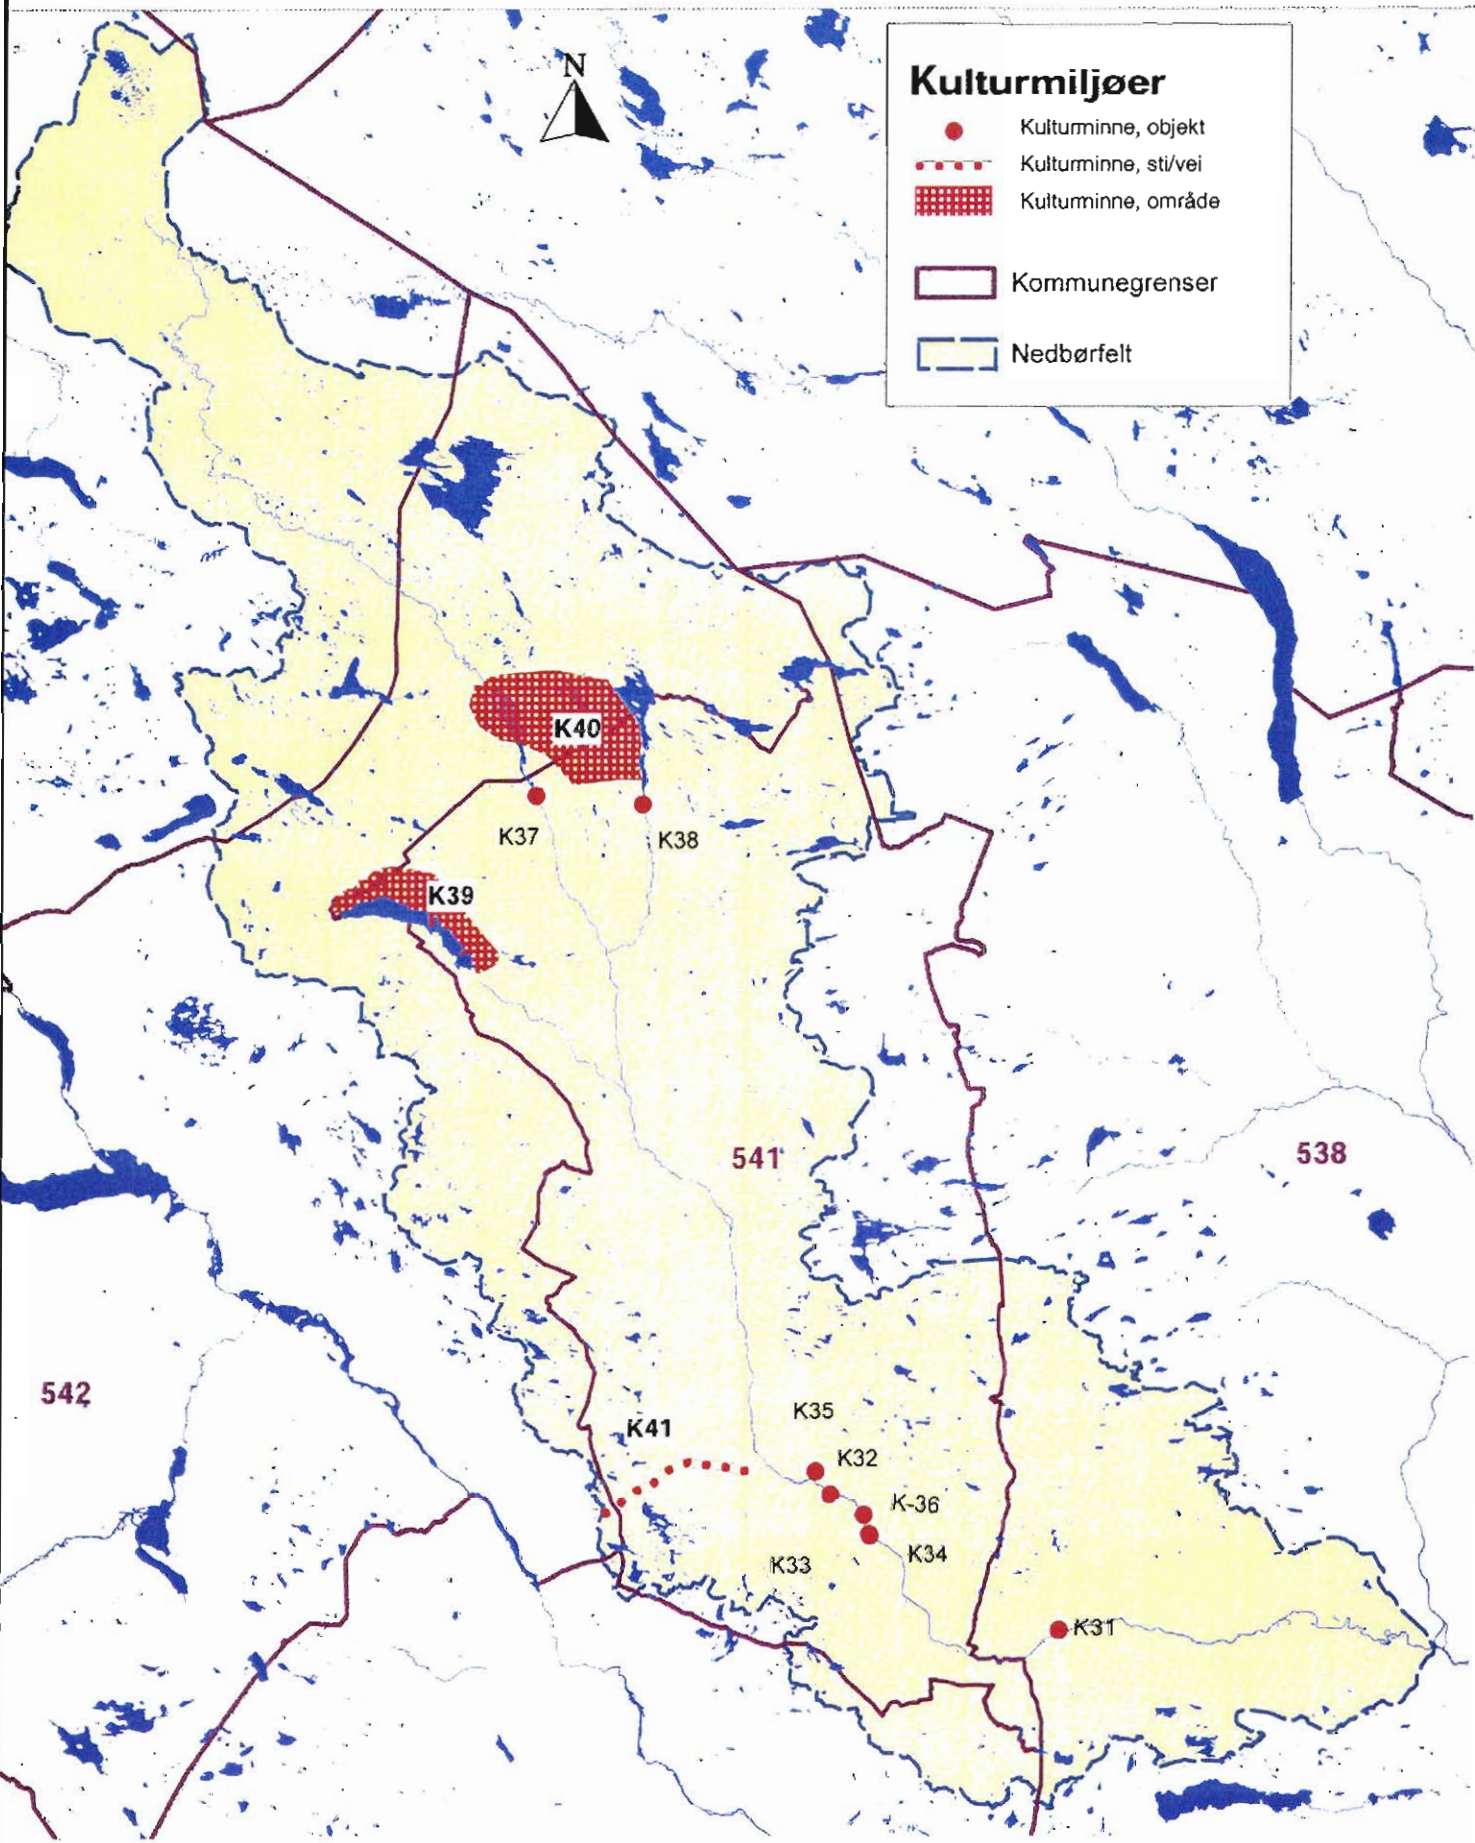 N
Kulturmiljøer
Kulturminne, objekt
Kulturminne, sti/vei
Kulturminne, område
Kommunegrenser
Nedbørfelt
K40
K37
K38
K39
541
538
542
K35
K41
K32
K-36
K34
K33
K31